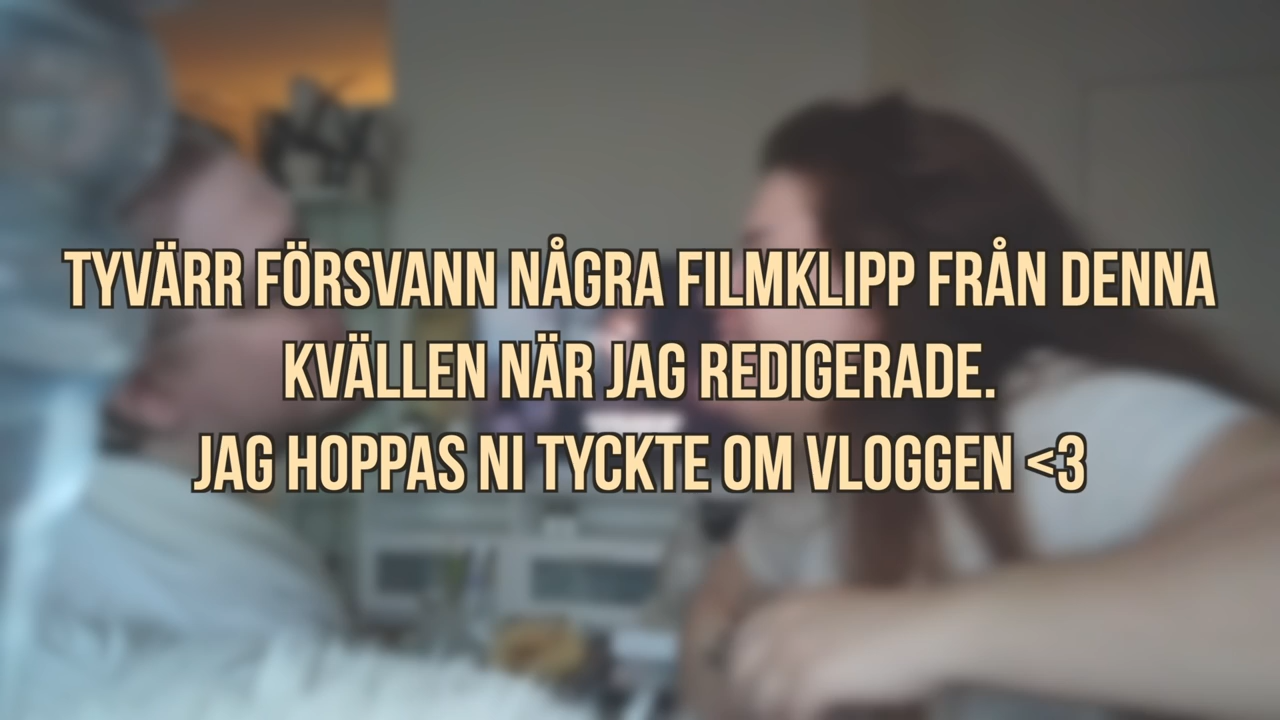 TYVÄRR FÖRSVANN NÅGRA FILMKLIPP FRÅN DENNA
KVÄLLEN NÄR JAG REDIGERADE.
JAG HOPPAS NI TYCKTE OM VLOGGEN <3